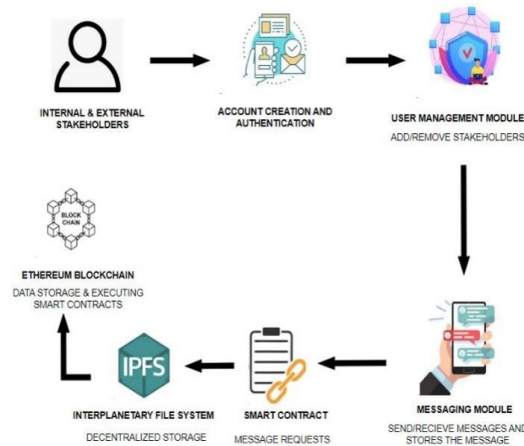 INTERNAL & EXTERNAL
STAKEHOLDERS
ACCOUNT CREATION AND
AUTHENTICATION
USER MANAGEMENT MODULE
ADD/REMOVE STAKEHOLDERS
BLOCK
CHAIN
ETHEREUM BLOCKCHAIN
DATA STORAGE & EXECUTING
SMART CONTRACTS
IPFS
INTERPLANETARY FILE SYSTEM
DECENTRALIZED STORAGE
SMART CONTRACT
MESSAGE REQUESTS
MESSAGING MODULE
SEND/RECIEVE MESSAGES AND
STORES THE MESSAGE